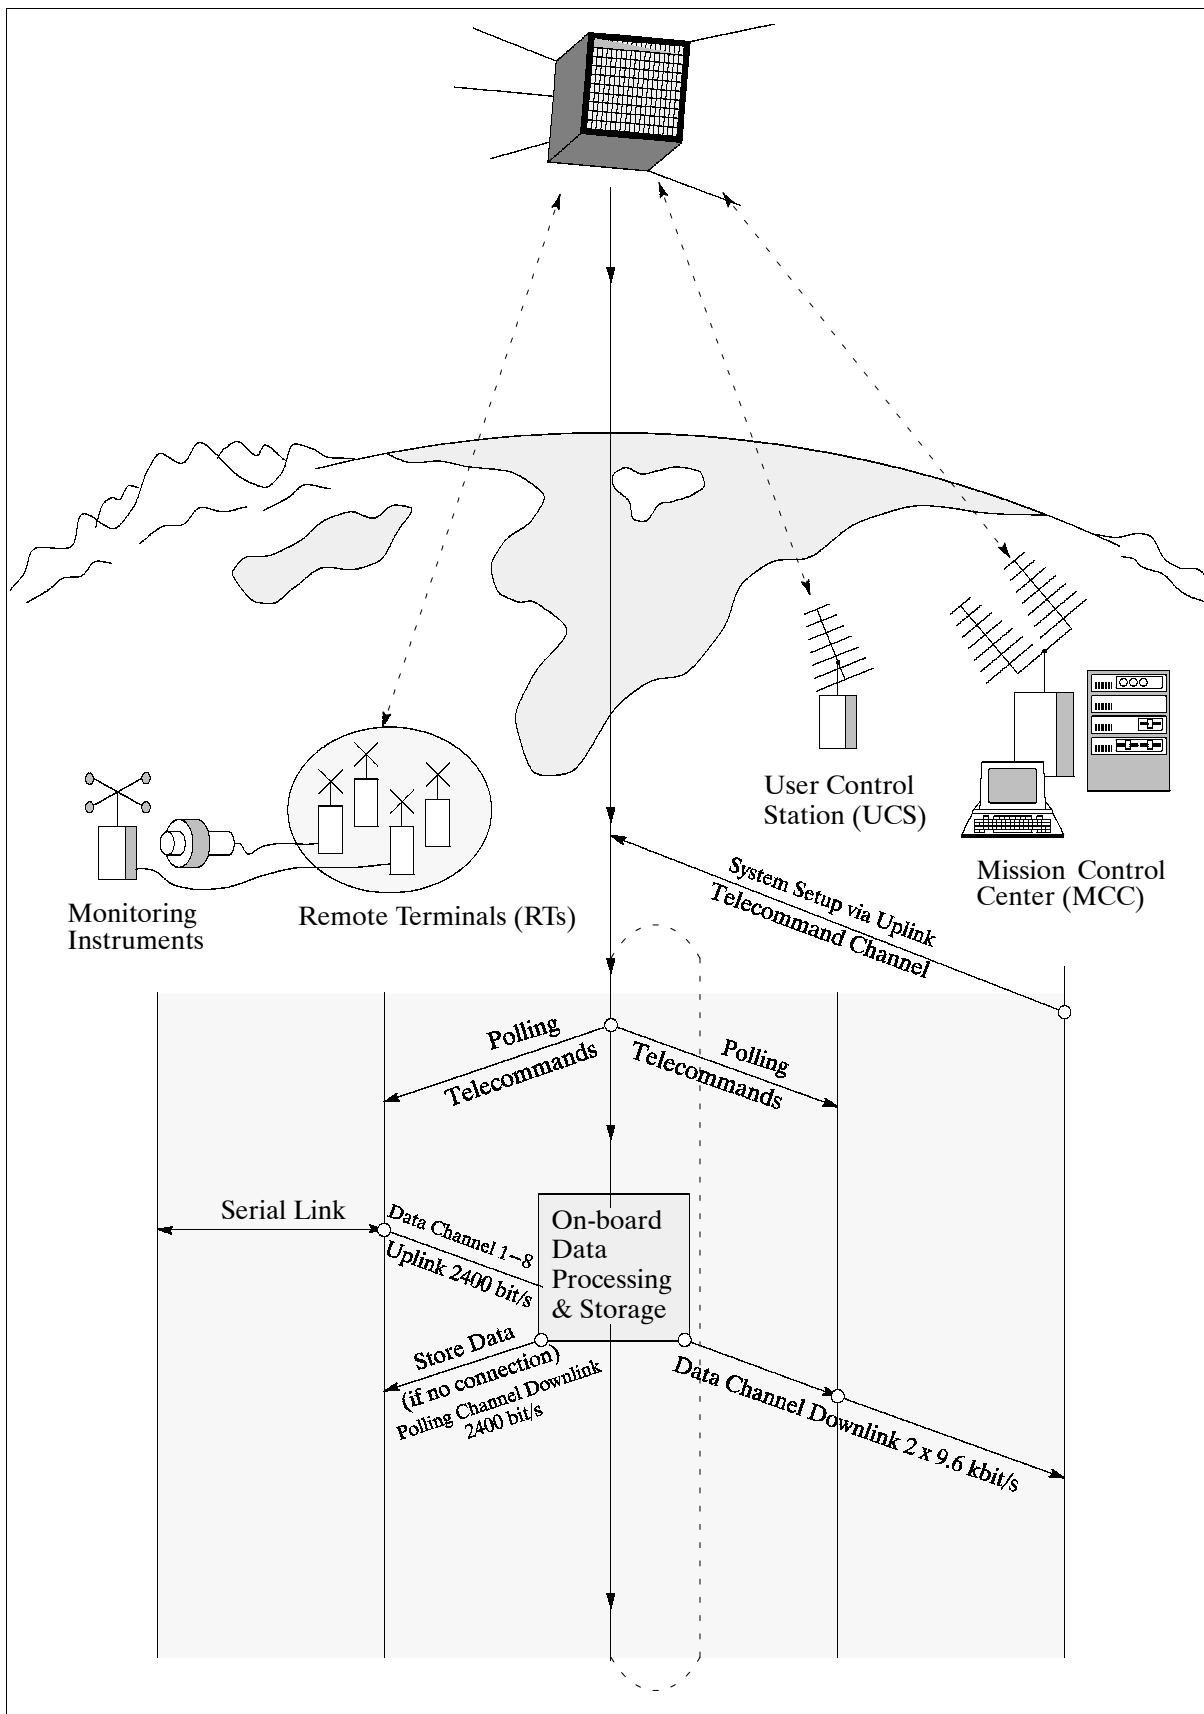 User Control
Station (UCS)
Mission Control
Center (MCC)
Monitoring
Instruments
Remote Terminals (RTs)
System Setup via Uplink
Telecommand Channel
Polling
Telecommands
Polling
Telecommands
Serial Link
Data Channel 1–8
Uplink 2400 bit/s
On-board
Data
Processing
& Storage
Store Data
(if no connection)
Polling Channel Downlink
2400 bit/s
Data Channel Downlink 2 x 9.6 kbit/s